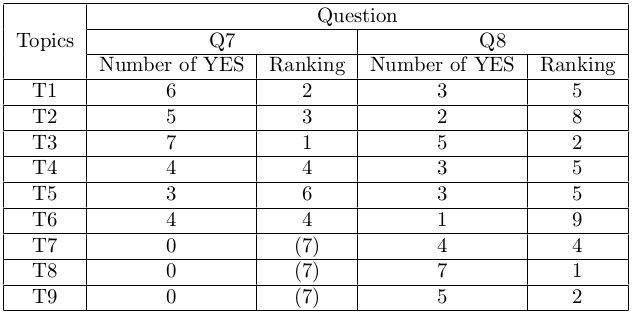 Question
Topics
Q7 Q8
Number of YES Ranking Number of YES Ranking
T1 6 2 3 5
T2 5 3 2 8
T3 7 1 5 2
T4 4 4 3 5
T5 3 6 3 5
T6 4 4 1 9
T7 0 (7) 4 4
T8 0 (7) 7 1
T9 0 (7) 5 2